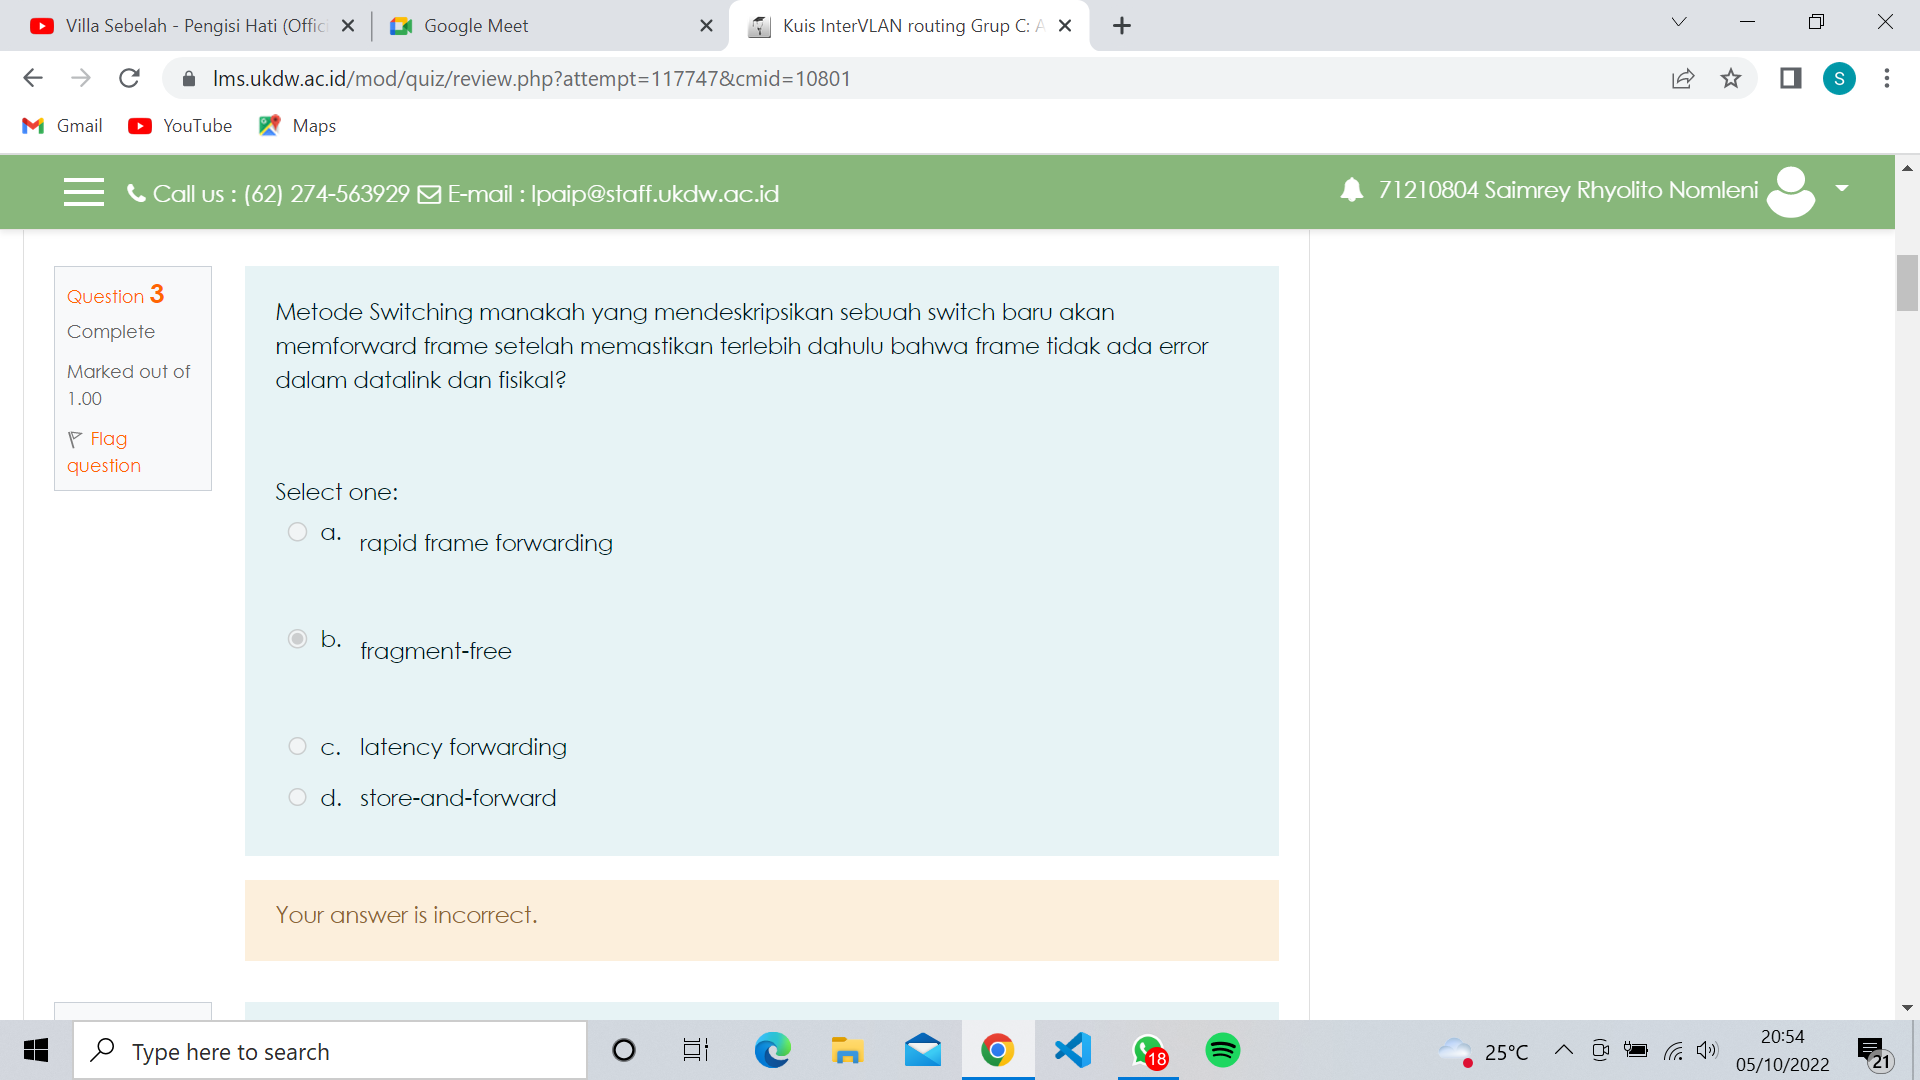 Villa Sebelah - Pengisi Hati (Offici
Google Meet
Kuis InterVLAN routing Grup C: A
lms.ukdw.ac.id/mod/quiz/review.php?attempt=117747&cmid=10801
S
Gmail
YouTube
Maps
Call us : (62) 274-563929 E-mail : lpaip@staff.ukdw.ac.id
71210804 Saimrey Rhyolito Nomleni
Question 3
Complete
Marked out of
1.00
Flag
question
Metode Switching manakah yang mendeskripsikan sebuah switch baru akan
memforward frame setelah memastikan terlebih dahulu bahwa frame tidak ada error
dalam datalink dan fisikal?
Select one:
a. rapid frame forwarding
b. fragment-free
c. latency forwarding
d. store-and-forward
Your answer is incorrect.
Type here to search
18
25°C
20:54
05/10/2022
21